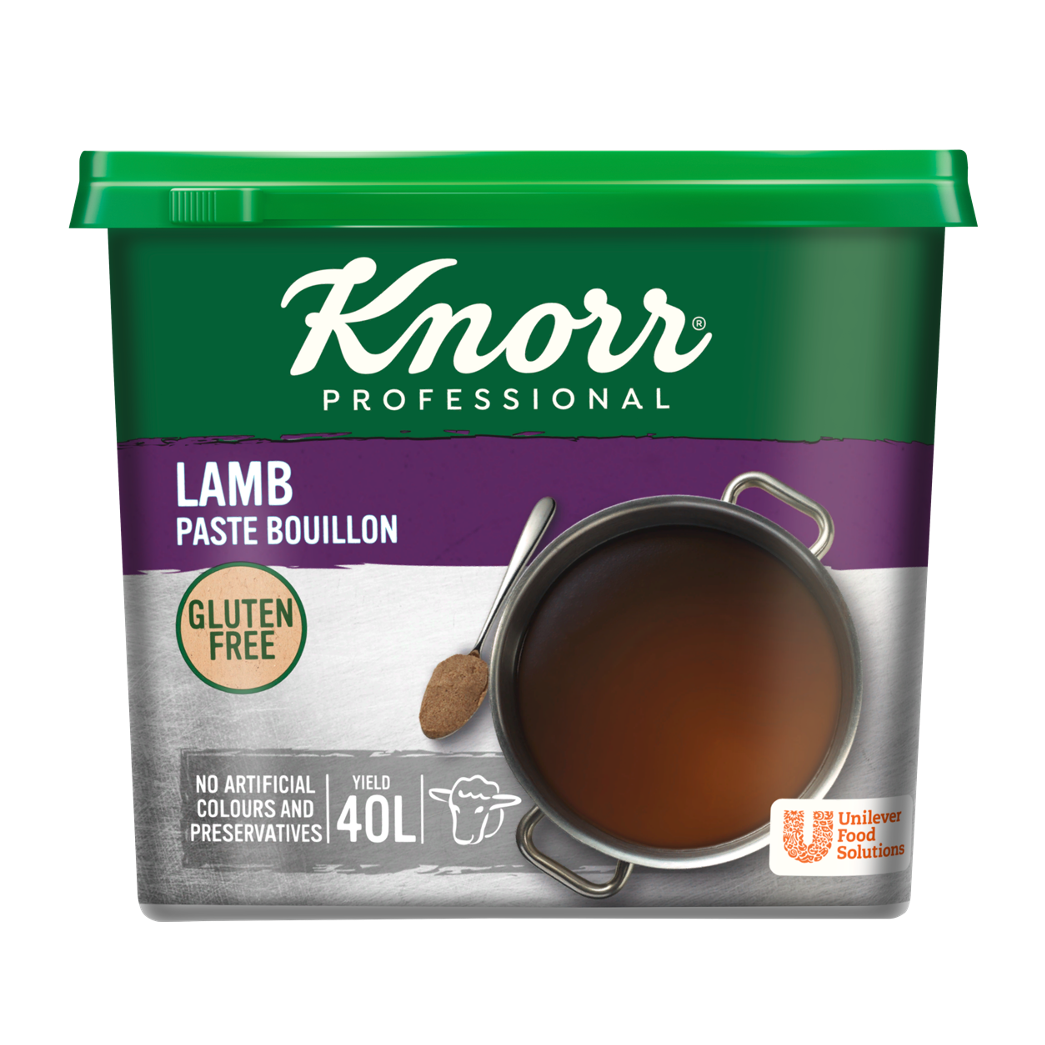 Knorr®
PROFESSIONAL
LAMB
PASTE BOUILLON
GLUTEN
FREE
NO ARTIFICIAL
COLOURS AND
PRESERVATIVES
YIELD
40L
Unilever
Food
Solutions